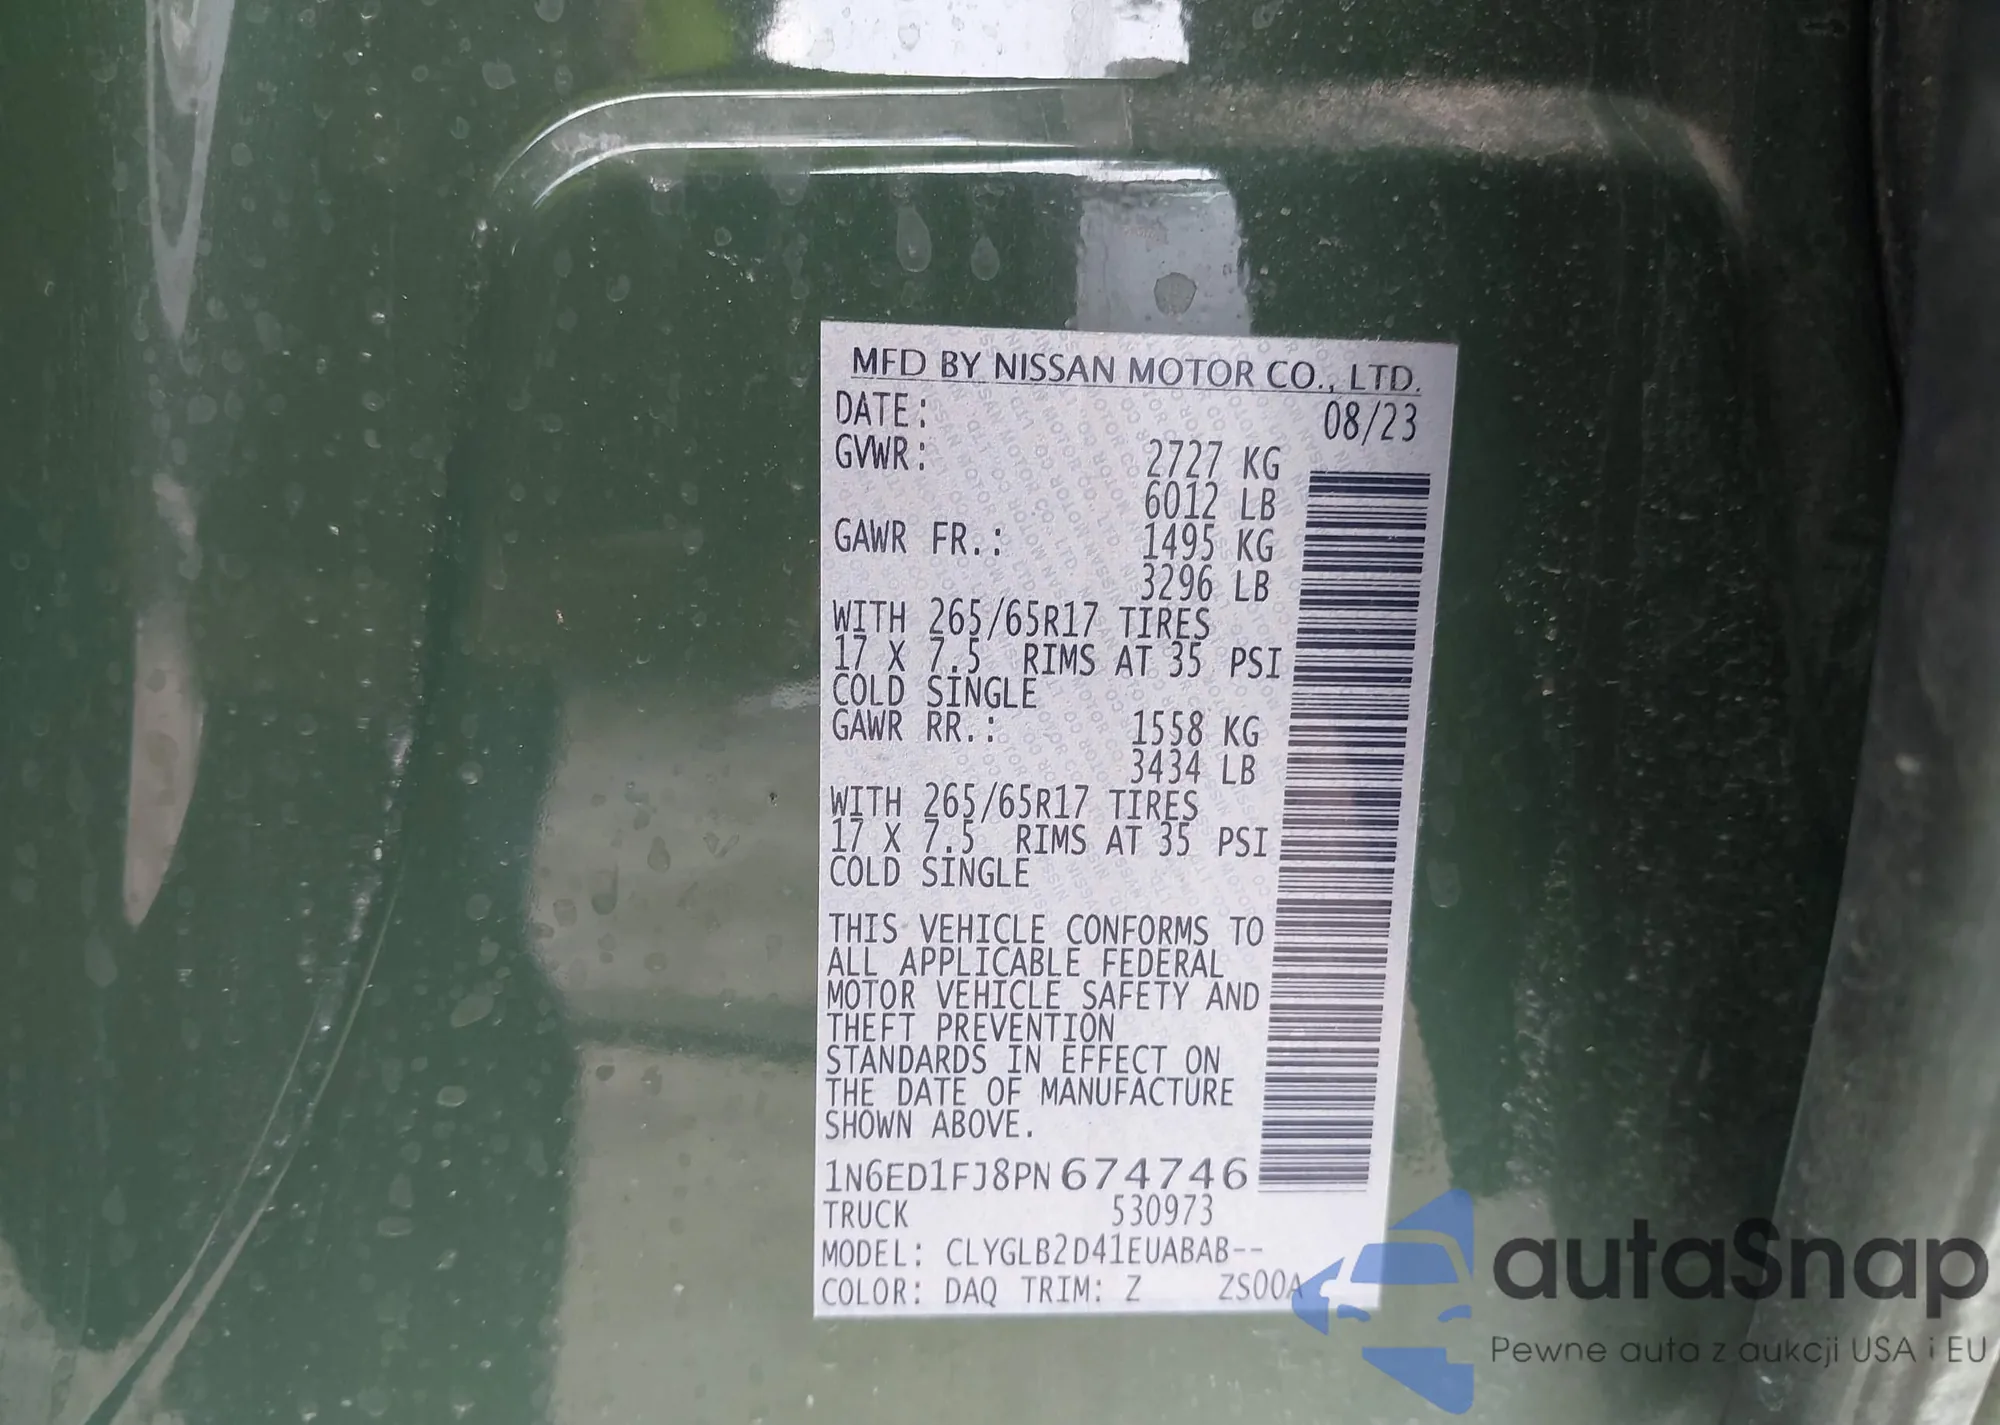 MFD BY NISSAN MOTOR CO., LTD.
DATE: 08/23
GVWR: 2727 KG
6012 LB
GAWR FR.: 1495 KG
3296 LB
WITH 265/65R17 TIRES
17 X 7.5 RIMS AT 35 PSI
COLD SINGLE
GAWR RR.: 1558 KG
3434 LB
WITH 265/65R17 TIRES
17 X 7.5 RIMS AT 35 PSI
COLD SINGLE
THIS VEHICLE CONFORMS TO
ALL APPLICABLE FEDERAL
MOTOR VEHICLE SAFETY AND
THEFT PREVENTION
STANDARDS IN EFFECT ON
THE DATE OF MANUFACTURE
SHOWN ABOVE.
1N6ED1FJ8PN674746
TRUCK 530973
MODEL: CLYGLB2D41EUABAB--
COLOR: DAQ TRIM: Z ZS00A
autaSnap
Pewne auta z aukcji USA i EU